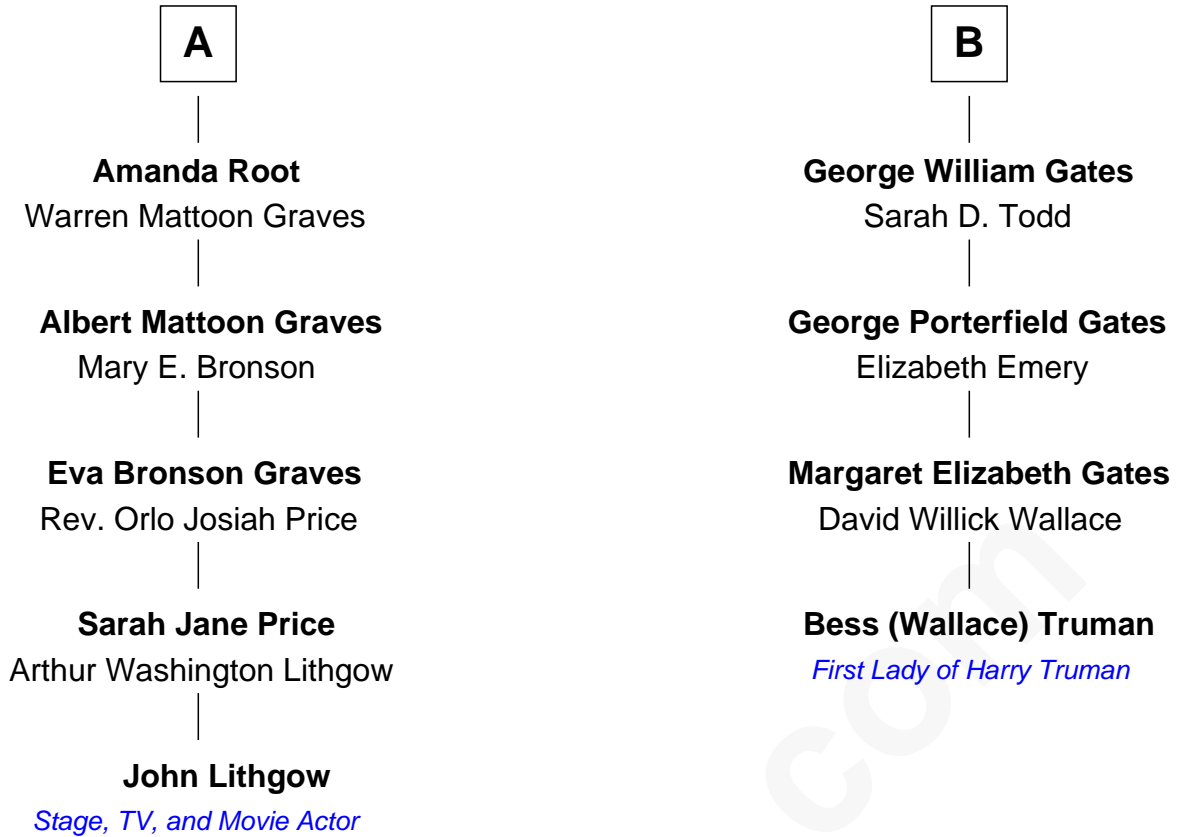 A
Amanda Root
Warren Mattoon Graves
Albert Mattoon Graves
Mary E. Bronson
Eva Bronson Graves
Rev. Orlo Josiah Price
Sarah Jane Price
Arthur Washington Lithgow
John Lithgow
Stage, TV, and Movie Actor
B
George William Gates
Sarah D. Todd
George Porterfield Gates
Elizabeth Emery
Margaret Elizabeth Gates
David Willick Wallace
Bess (Wallace) Truman
First Lady of Harry Truman
com